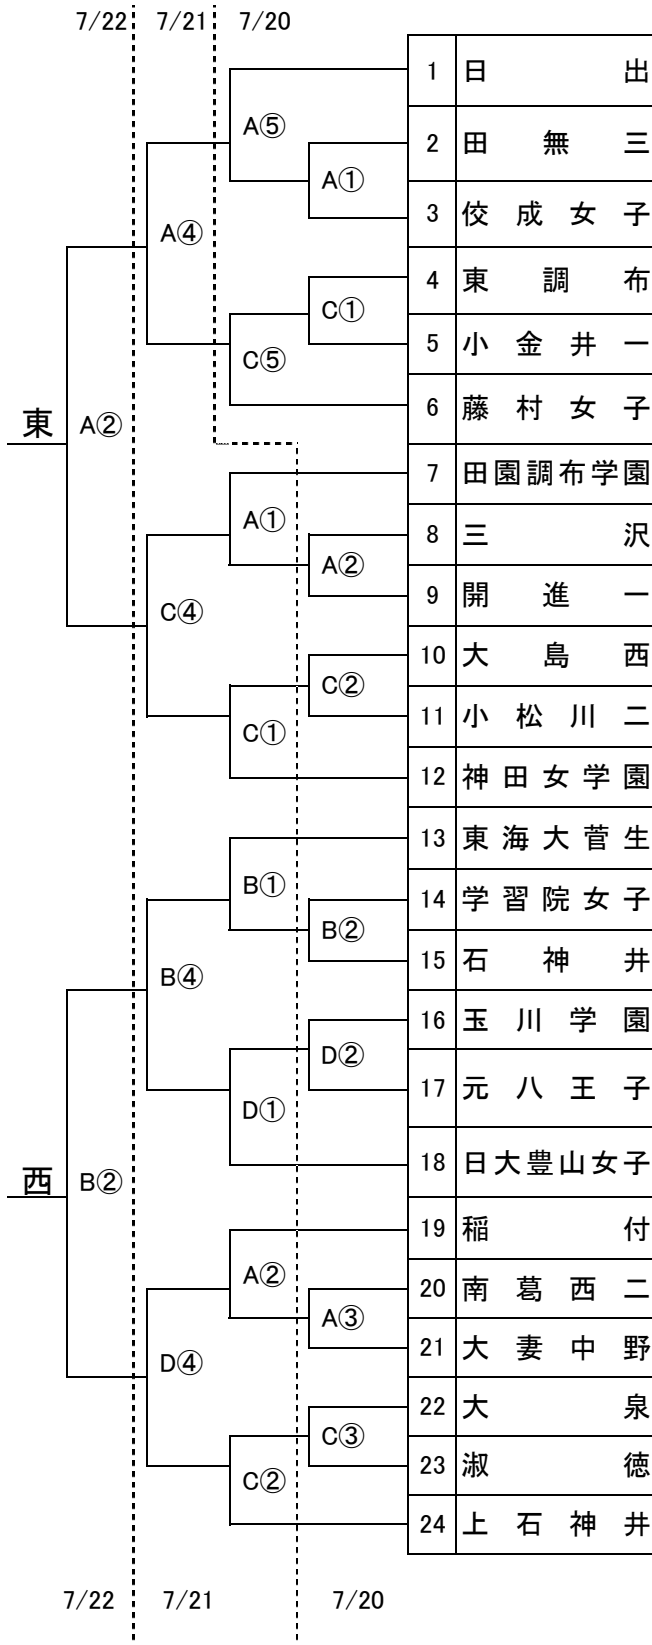 7/22 7/21 7/20
1 日出
A⑤
2 田無三
A①
3 佼成女子
A④
4 東調布
C①
5 小金井一
C⑤
6 藤村女子
東 A②
7 田園調布学園
A①
8 三沢
A②
9 開進一
C④
10 大島西
C②
11 小松川二
C①
12 神田女学園
13 東海大菅生
B①
14 学習院女子
B②
15 石神井
B④
16 玉川学園
D②
17 元八王子
D①
18 日大豊山女子
西 B②
19 稲付
A②
20 南葛西二
A③
21 大妻中野
D④
22 大泉
C③
23 淑徳
C②
24 上石神井
7/22 7/21 7/20